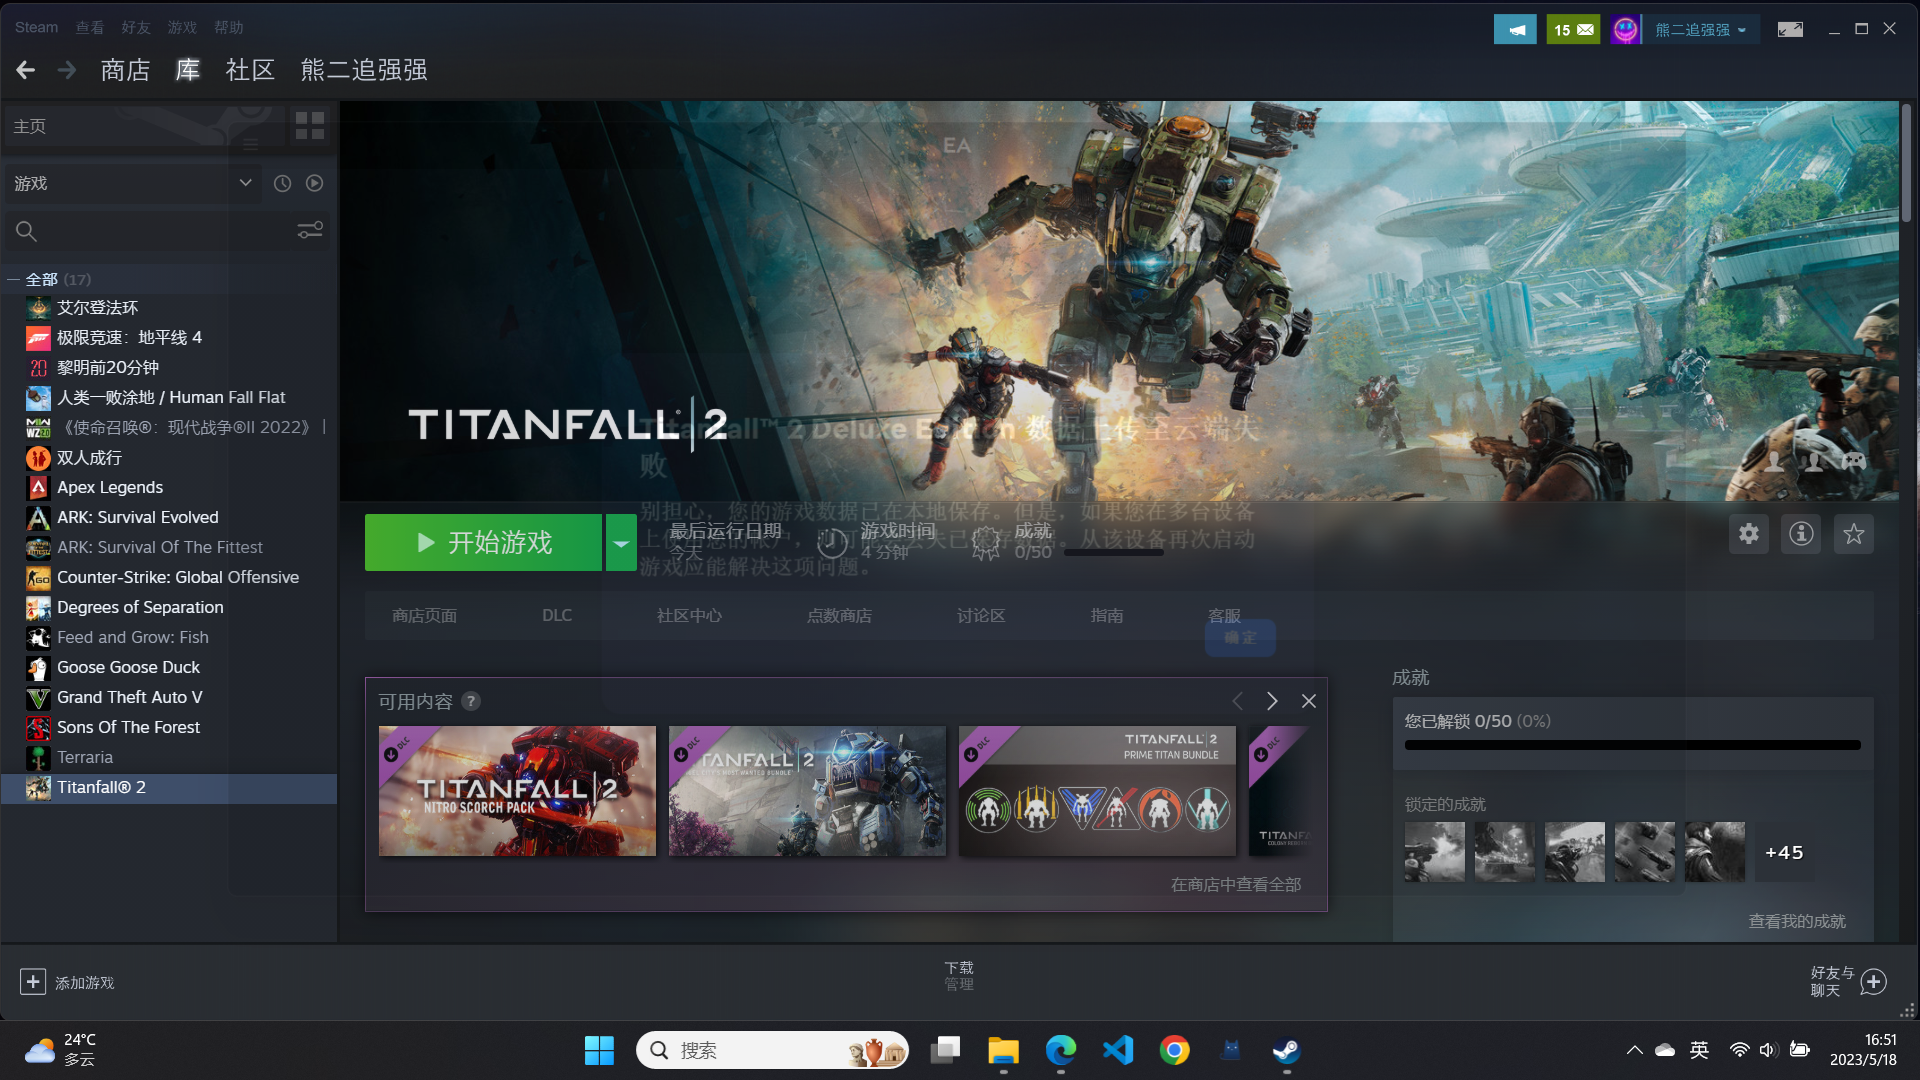 Steam 查看 好友 游戏 帮助
15 熊二追强强
商店 库 社区 熊二追强强
主页
EA
游戏
全部 (17)
艾尔登法环
极限竞速：地平线 4
黎明前20分钟
人类一败涂地 / Human Fall Flat
《使命召唤®：现代战争®II 2022》 |
双人成行
Apex Legends
ARK: Survival Evolved
ARK: Survival Of The Fittest
Counter-Strike: Global Offensive
Degrees of Separation
Feed and Grow: Fish
Goose Goose Duck
Grand Theft Auto V
Sons Of The Forest
Terraria
Titanfall® 2
TITANFALL 2
Titanfall™ 2 Deluxe Edition 数据上传至云端失
败
别担心，您的游戏数据已在本地保存。但是，如果您在多台设备
游戏应能解决这项问题。
确定
开始游戏
最后运行日期
今天
游戏时间
4 分钟
成就
0/50
商店页面 DLC 社区中心 点数商店 讨论区 指南 客服
可用内容 ?
DLC
TITANFALL 2
NITRO SCORCH PACK
DLC
DLC
TITANFALL 2
PRIME TITAN BUNDLE
DLC
在商店中查看全部
成就
您已解锁 0/50 (0%)
锁定的成就
+45
查看我的成就
添加游戏
下载
管理
好友与
聊天
24°C
多云
搜索
英
16:51
2023/5/18